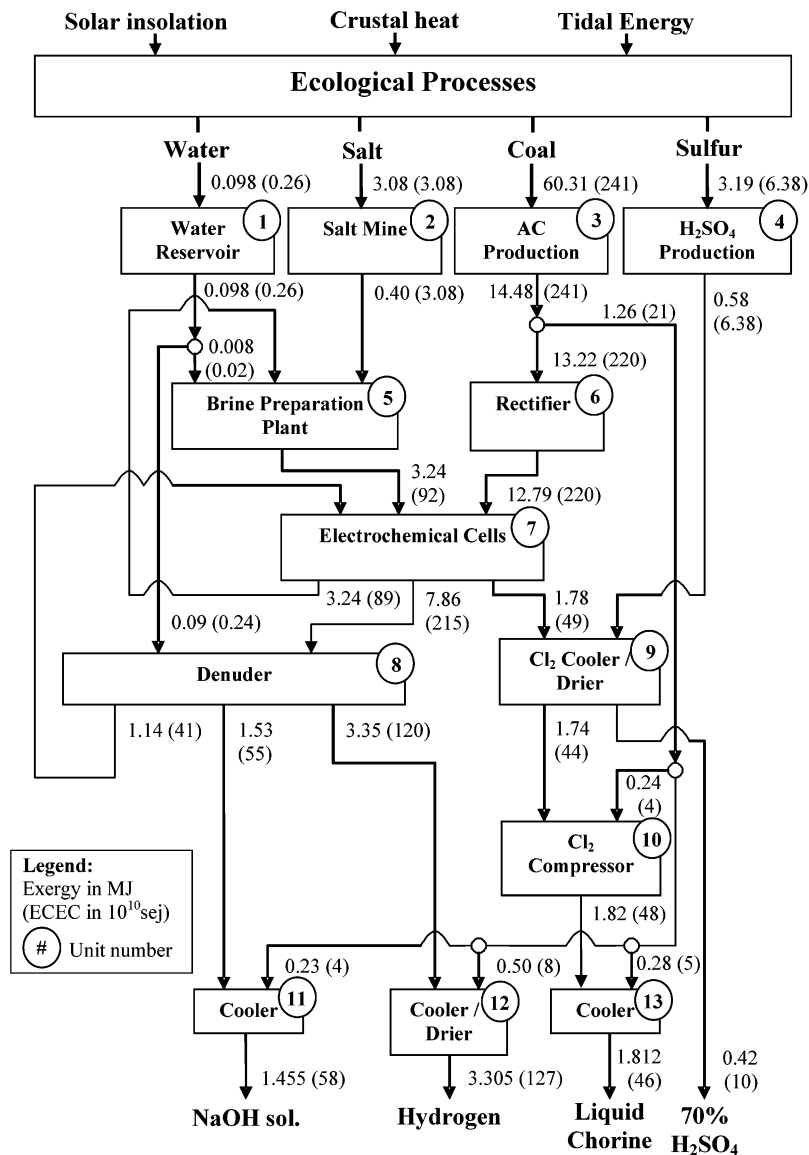 Solar insolation
Crustal heat
Tidal Energy
Ecological Processes
Water
Salt
Coal
Sulfur
0.098 (0.26)
3.08 (3.08)
60.31 (241)
3.19 (6.38)
Water
Reservoir
1
Salt Mine
2
AC
Production
3
H₂SO₄
Production
4
0.098 (0.26)
0.40 (3.08)
14.48 (241)
1.26 (21)
0.58
(6.38)
0.008
(0.02)
13.22 (220)
Brine Preparation
Plant
5
Rectifier
6
3.24
(92)
12.79 (220)
Electrochemical Cells
7
3.24 (89)
7.86
(215)
1.78
(49)
0.09 (0.24)
Denuder
8
Cl₂ Cooler /
Drier
9
1.14 (41)
1.53
(55)
3.35 (120)
1.74
(44)
0.24
(4)
Cl₂
Compressor
10
Legend:
Exergy in MJ
(ECEC in 10¹⁰sej)
# Unit number
1.82 (48)
0.23 (4)
0.50 (8)
0.28 (5)
Cooler
11
Cooler /
Drier
12
Cooler
13
1.455 (58)
3.305 (127)
1.812
(46)
0.42
(10)
NaOH sol.
Hydrogen
Liquid
Chorine
70%
H₂SO₄